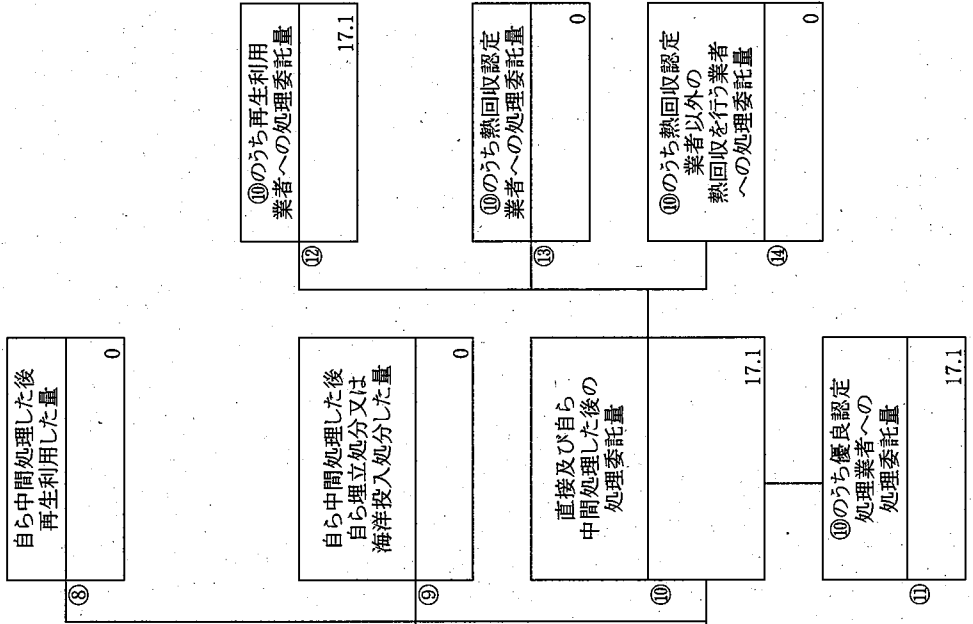 ⑧
自ら中間処理した後
再生利用した量
0
⑨
自ら中間処理した後
自ら埋立処分又は
海洋投入処分した量
0
⑩
直接及び自ら
中間処理した後の
処理委託量
17.1
⑪
⑩のうち優良認定
処理業者への
処理委託量
17.1
⑫
⑩のうち再生利用
業者への処理委託量
17.1
⑬
⑩のうち熱回収認定
業者への処理委託量
0
⑭
⑩のうち熱回収認定
業者以外の
熱回収を行う業者
への処理委託量
0